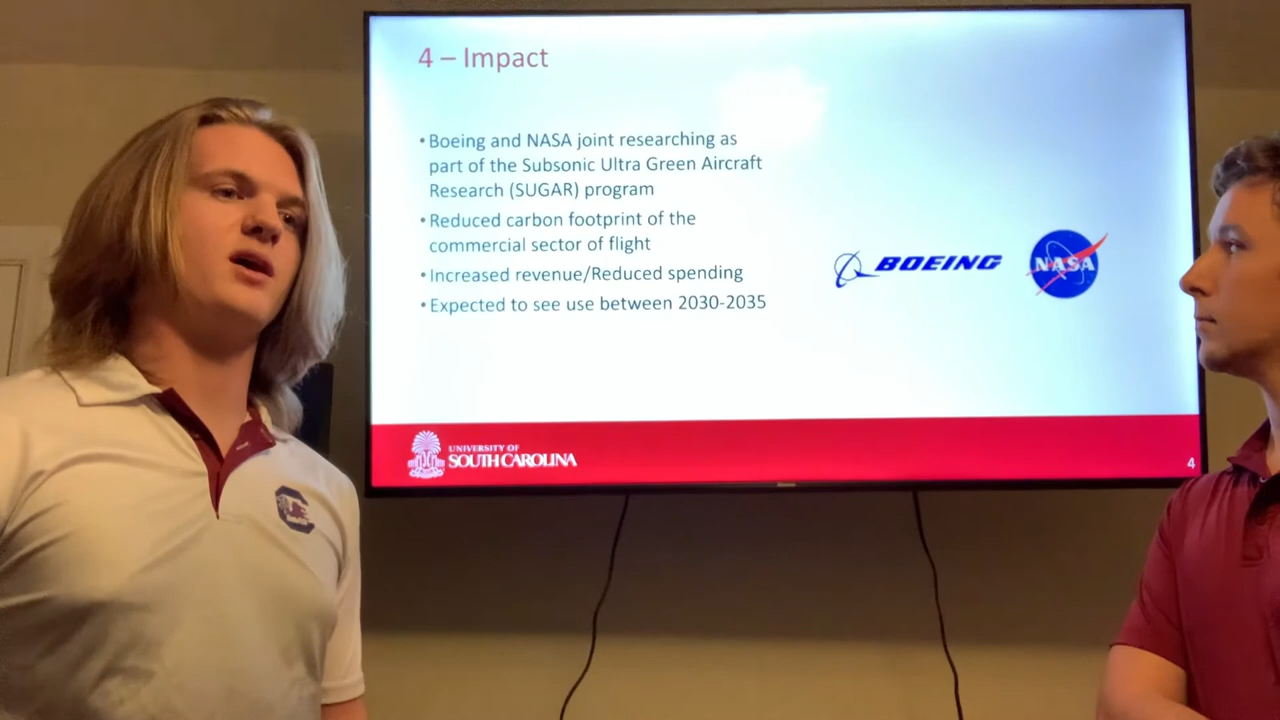 4 – Impact
•Boeing and NASA joint researching as
part of the Subsonic Ultra Green Aircraft
Research (SUGAR) program
•Reduced carbon footprint of the
commercial sector of flight
•Increased revenue/Reduced spending
•Expected to see use between 2030-2035
BOEING
NASA
UNIVERSITY OF
SOUTH CAROLINA
4